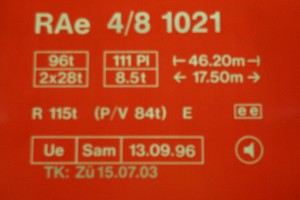 RAe 4/8 1021
96t 111 Pl 46.20m
2x28t 8.5t 17.50m
R 115t (P/V 84t) E e e
Ue Sam 13.09.96
TK: Zü 15.07.03